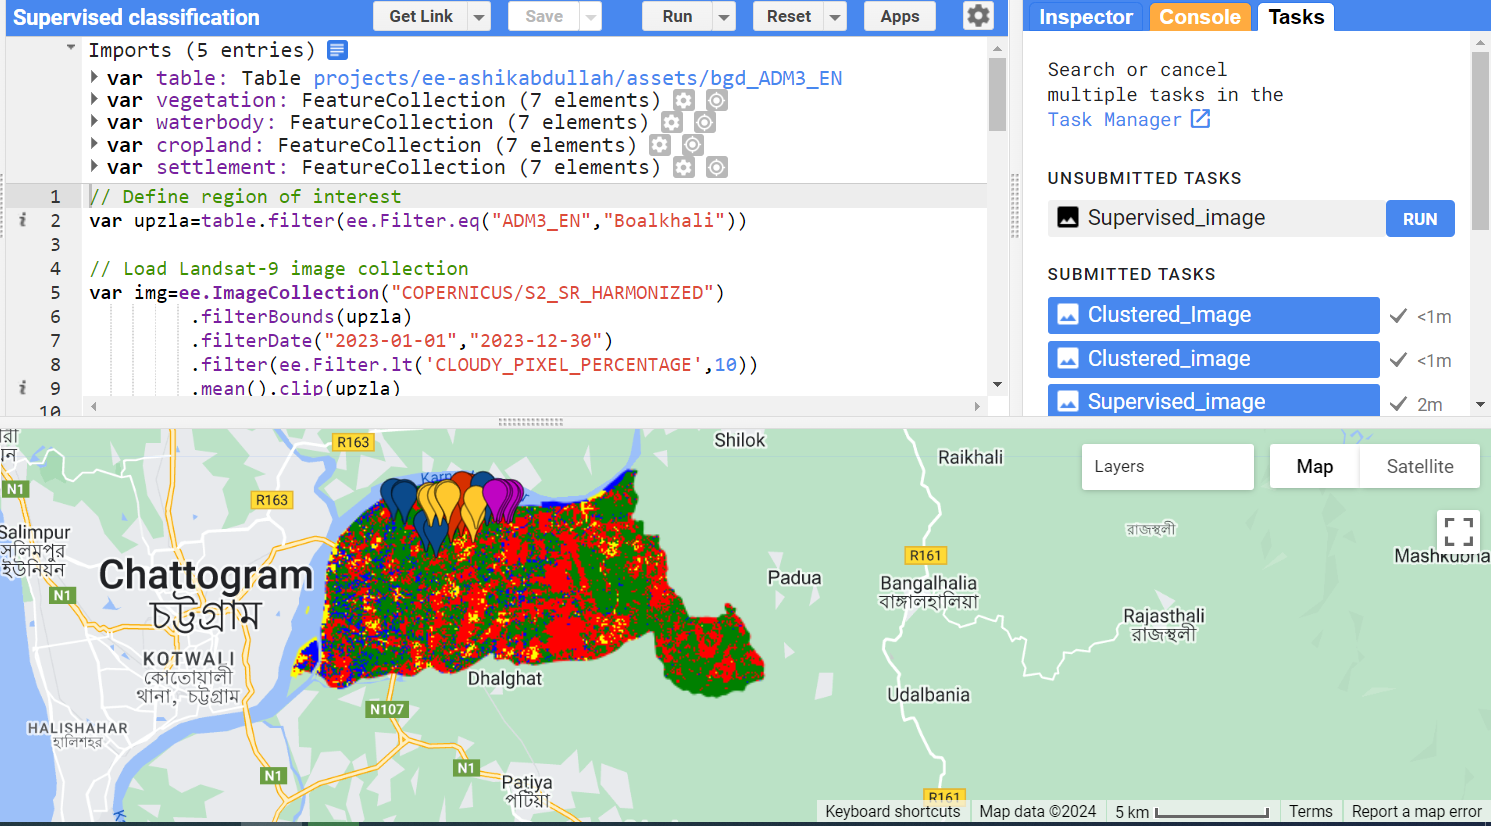 Supervised classification
Get Link
Save
Run
Reset
Apps
Inspector
Console
Tasks
Imports (5 entries)
var table: Table projects/ee-ashikabdullah/assets/bgd_ADM3_EN
var vegetation: FeatureCollection (7 elements)
var waterbody: FeatureCollection (7 elements)
var cropland: FeatureCollection (7 elements)
var settlement: FeatureCollection (7 elements)
1 // Define region of interest
i 2 var upzla=table.filter(ee.Filter.eq("ADM3_EN","Boalkhali"))
3
4 // Load Landsat-9 image collection
5 var img=ee.ImageCollection("COPERNICUS/S2_SR_HARMONIZED")
6 .filterBounds(upzla)
7 .filterDate("2023-01-01","2023-12-30")
8 .filter(ee.Filter.lt('CLOUDY_PIXEL_PERCENTAGE',10))
i 9 .mean().clip(upzla)
10
Search or cancel
multiple tasks in the
Task Manager
UNSUBMITTED TASKS
Supervised_image
RUN
SUBMITTED TASKS
Clustered_Image <1m
Clustered_image <1m
Supervised_image 2m
R163
Shilok
Raikhali
Layers
Map
Satellite
N1
R163
Salimpur
সলিমপুর
ইউনিয়ন
রাজস্থলী
R161
Mashkubha
Chattogram
চট্টগ্রাম
N1
Padua
Bangalhalia
বাঙ্গালহালিয়া
Rajasthali
রাজস্থলী
KOTWALI
কোতোয়ালী
থানা, চট্টগ্রাম
Dhalghat
Udalbania
N107
HALISHAHAR
হালিশহর
N1
N1
Patiya
পটিয়া
R161
Keyboard shortcuts
Map data ©2024
5 km
Terms
Report a map error